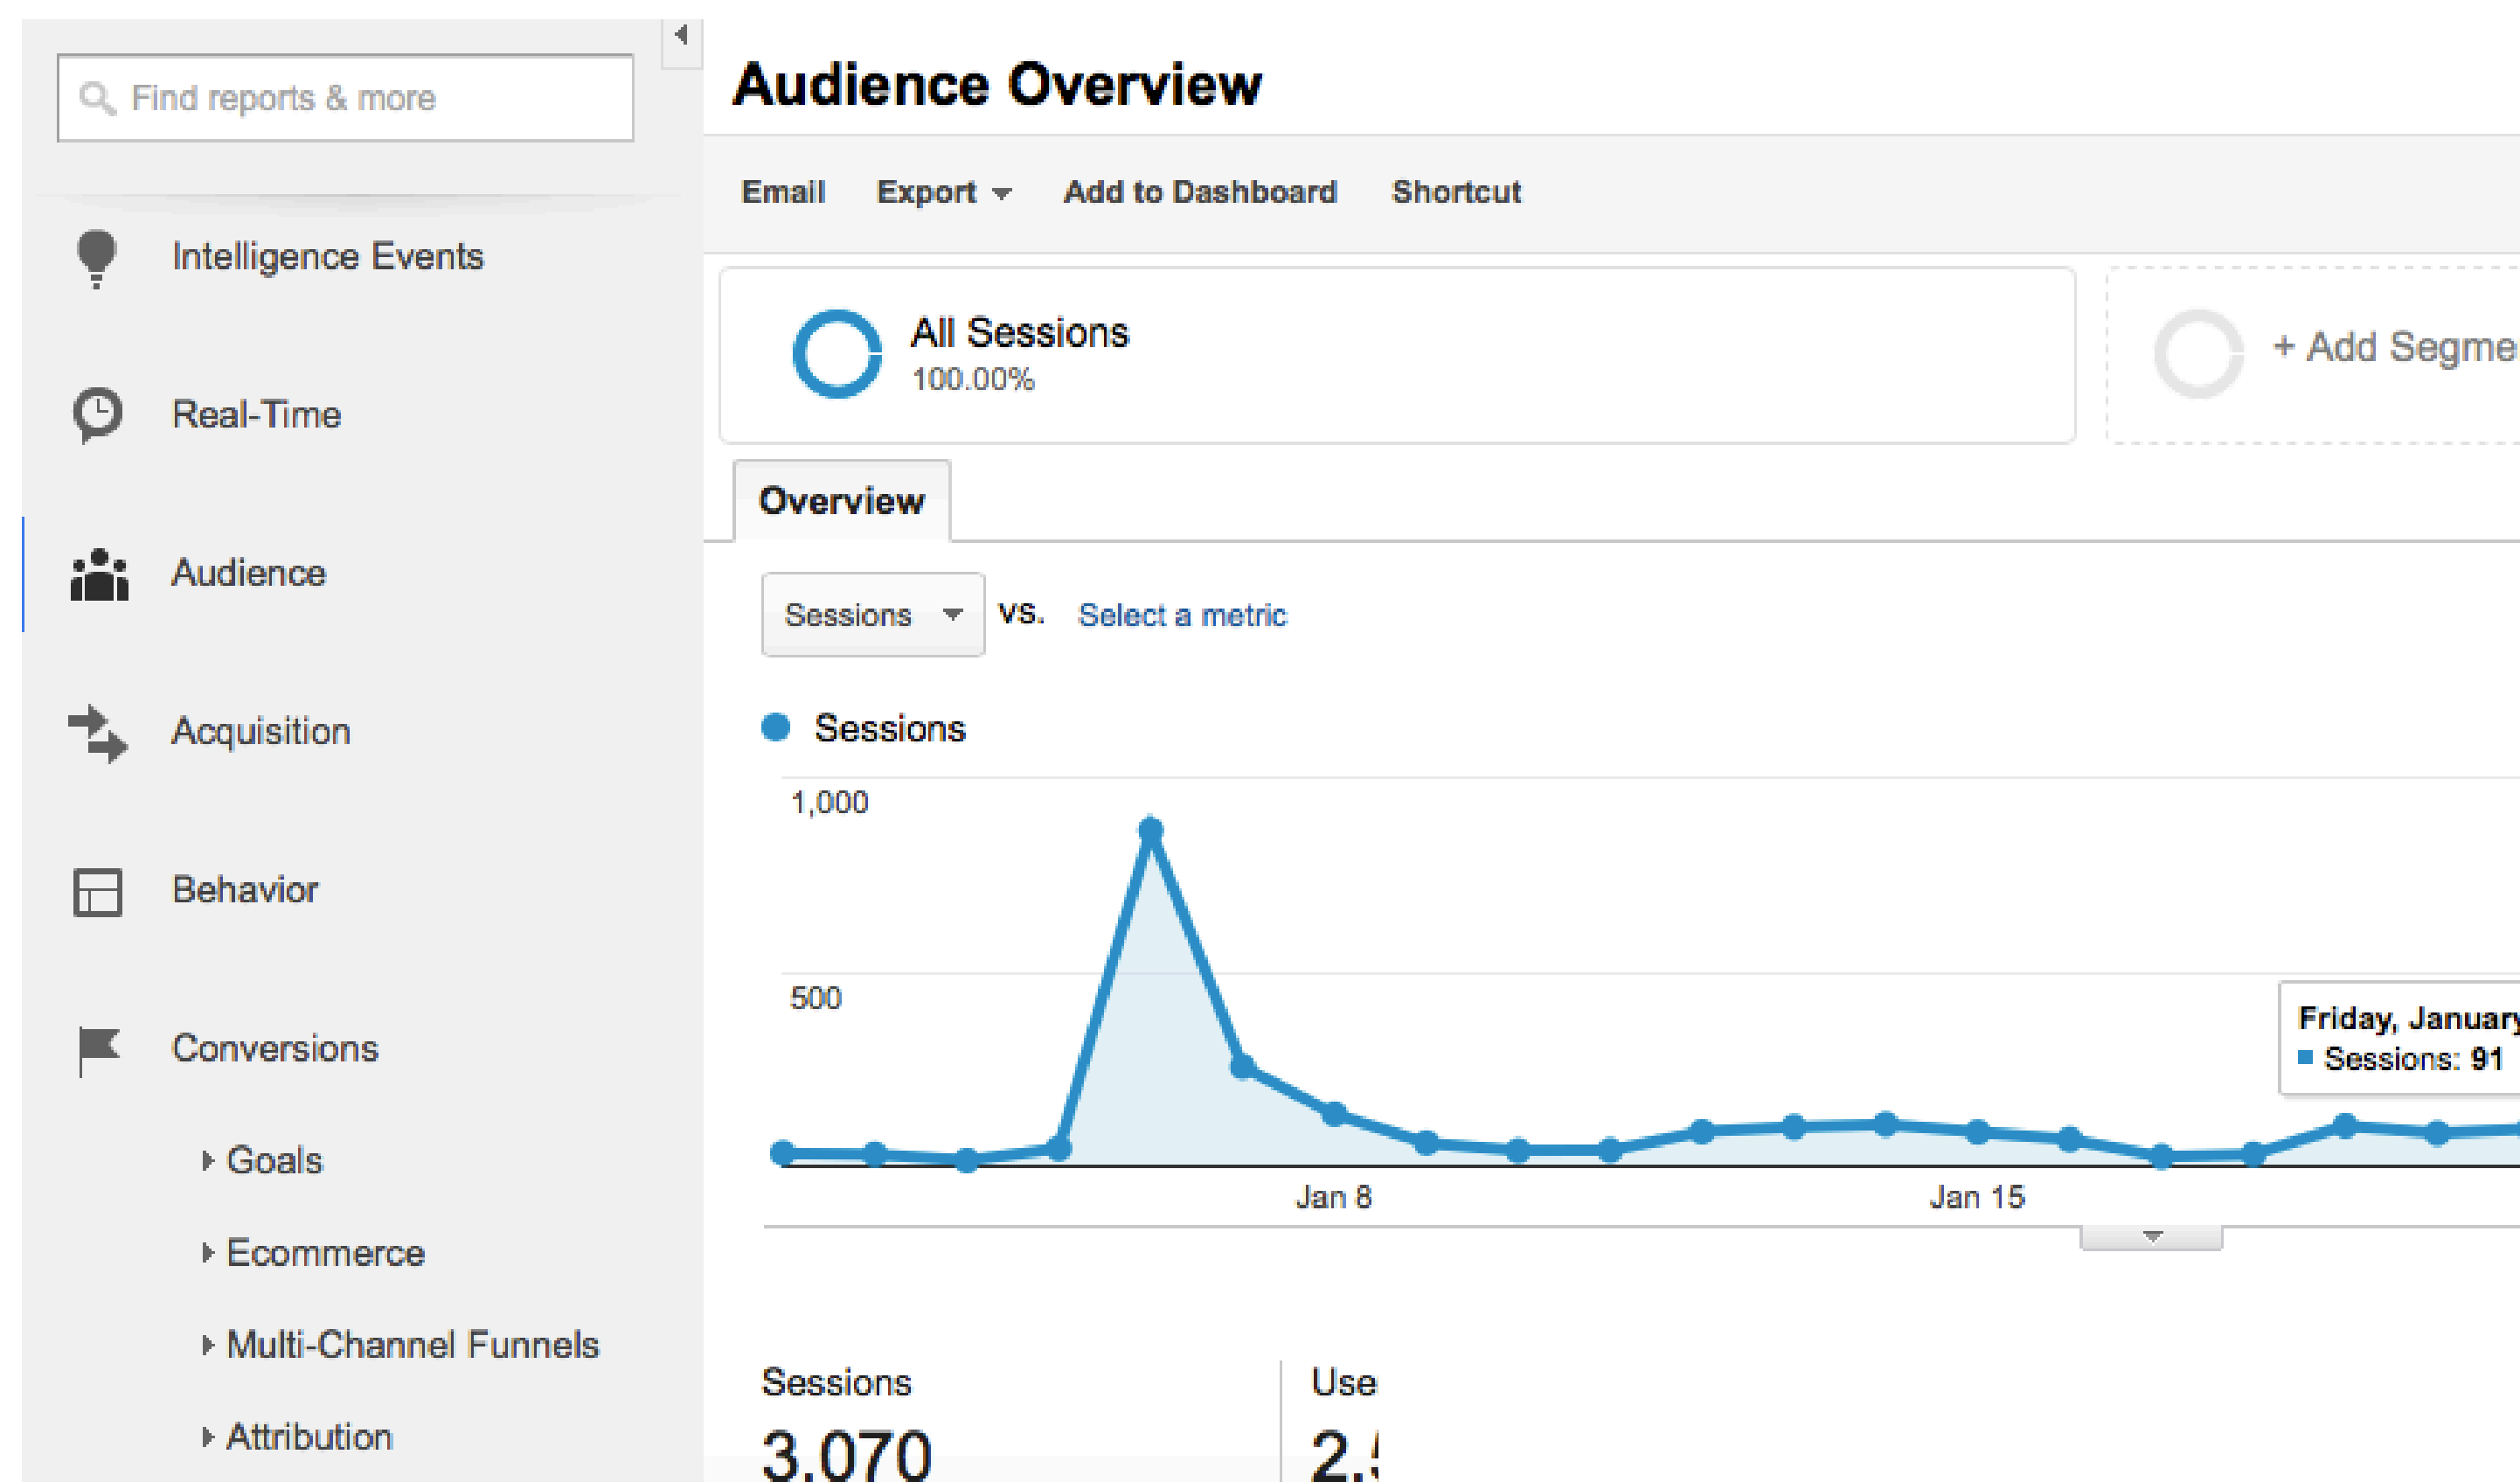 Find reports & more
Intelligence Events
Real-Time
Audience
Acquisition
Behavior
Conversions
Goals
Ecommerce
Multi-Channel Funnels
Attribution
Audience Overview
Email Export Add to Dashboard Shortcut
All Sessions
100.00%
+ Add Segme
Overview
Sessions vs. Select a metric
Sessions
1,000
500
Friday, January
Sessions: 91
Jan 8 Jan 15
Sessions
3,070
Use